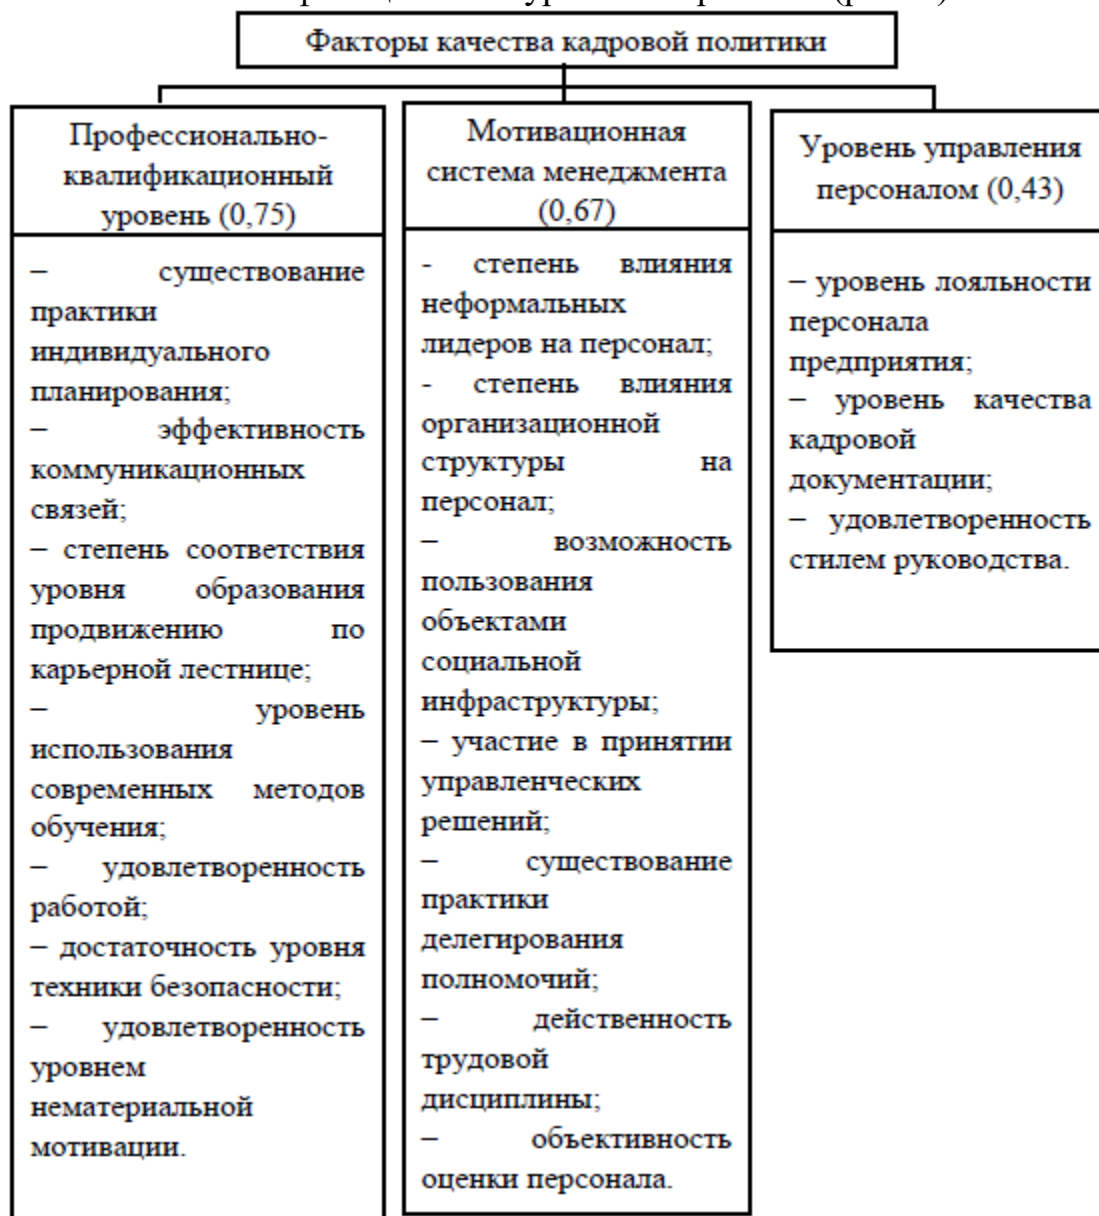 Факторы качества кадровой политики
Профессионально-
квалификационный
уровень (0,75)
– существование
практики
индивидуального
планирования;
– эффективность
коммуникационных
связей;
– степень соответствия
уровня образования
продвижению по
карьерной лестнице;
– уровень
использования
современных методов
обучения;
– удовлетворенность
работой;
– достаточность уровня
техники безопасности;
– удовлетворенность
уровнем
нематериальной
мотивации.
Мотивационная
система менеджмента
(0,67)
- степень влияния
неформальных
лидеров на персонал;
- степень влияния
организационной
структуры на
персонал;
– возможность
пользования
объектами
социальной
инфраструктуры;
– участие в принятии
управленческих
решений;
– существование
практики
делегирования
полномочий;
– действенность
трудовой
дисциплины;
– объективность
оценки персонала.
Уровень управления
персоналом (0,43)
– уровень лояльности
персонала
предприятия;
– уровень качества
кадровой
документации;
– удовлетворенность
стилем руководства.